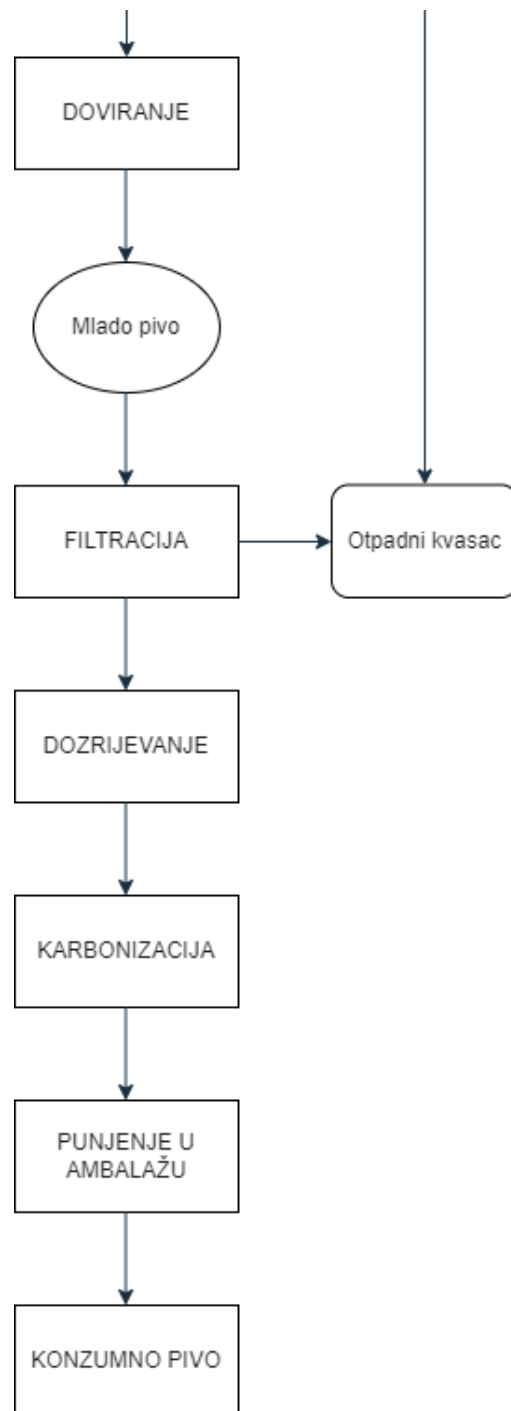 DOVIRANJE
Mlado pivo
FILTRACIJA
Otpadni kvasac
DOZRIJEVANJE
KARBONIZACIJA
PUNJENJE U
AMBALAŽU
KONZUMNO PIVO